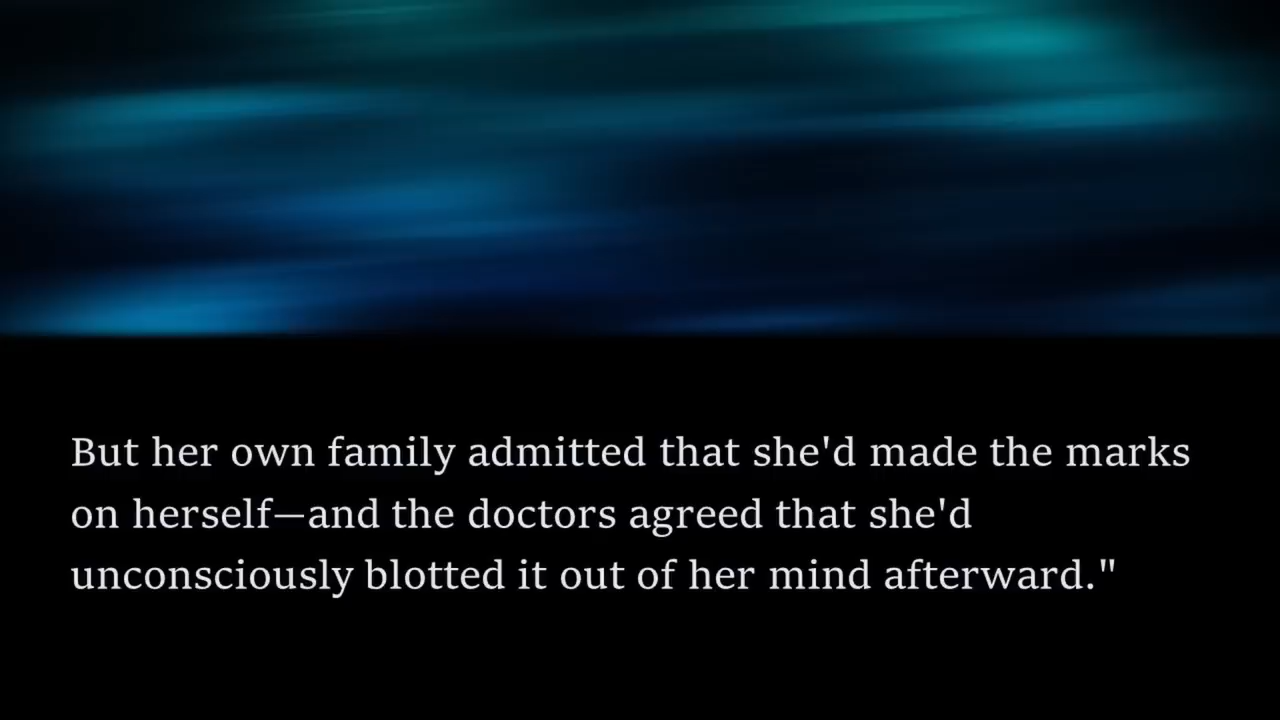 But her own family admitted that she'd made the marks
on herself—and the doctors agreed that she'd
unconsciously blotted it out of her mind afterward."